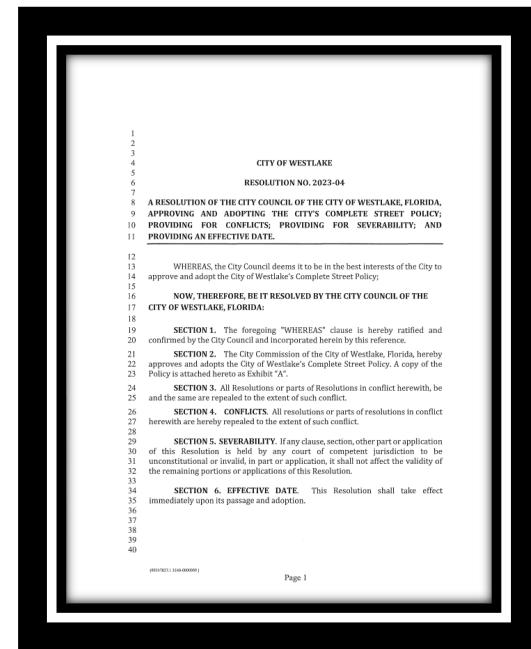 1
2
3
4 CITY OF WESTLAKE
5
6 RESOLUTION NO. 2023-04
7
8 A RESOLUTION OF THE CITY COUNCIL OF THE CITY OF WESTLAKE, FLORIDA,
9 APPROVING AND ADOPTING THE CITY'S COMPLETE STREET POLICY;
10 PROVIDING FOR CONFLICTS; PROVIDING FOR SEVERABILITY; AND
11 PROVIDING AN EFFECTIVE DATE.
12
13 WHEREAS, the City Council deems it to be in the best interests of the City to
14 approve and adopt the City of Westlake's Complete Street Policy;
15
16 NOW, THEREFORE, BE IT RESOLVED BY THE CITY COUNCIL OF THE
17 CITY OF WESTLAKE, FLORIDA:
18
19 SECTION 1. The foregoing "WHEREAS" clause is hereby ratified and
20 confirmed by the City Council and incorporated herein by this reference.
21 SECTION 2. The City Commission of the City of Westlake, Florida, hereby
22 approves and adopts the City of Westlake's Complete Street Policy. A copy of the
23 Policy is attached hereto as Exhibit "A".
24 SECTION 3. All Resolutions or parts of Resolutions in conflict herewith, be
25 and the same are repealed to the extent of such conflict.
26 SECTION 4. CONFLICTS. All resolutions or parts of resolutions in conflict
27 herewith are hereby repealed to the extent of such conflict.
28
29 SECTION 5. SEVERABILITY. If any clause, section, other part or application
30 of this Resolution is held by any court of competent jurisdiction to be
31 unconstitutional or invalid, in part or application, it shall not affect the validity of
32 the remaining portions or applications of this Resolution.
33
34 SECTION 6. EFFECTIVE DATE. This Resolution shall take effect
35 immediately upon its passage and adoption.
36
37
38
39
40
Page 1